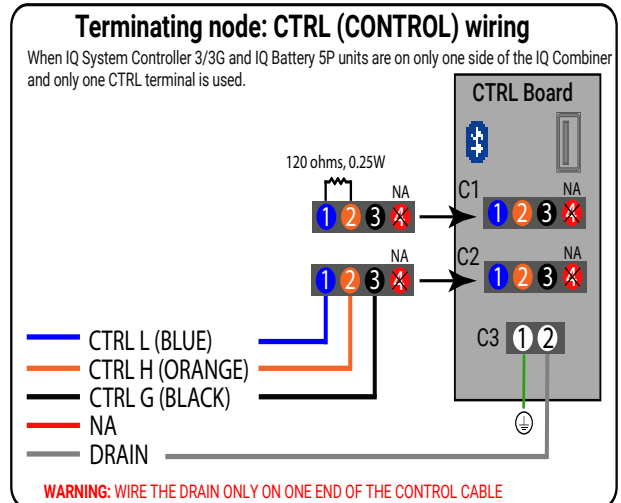 Terminating node: CTRL (CONTROL) wiring
When IQ System Controller 3/3G and IQ Battery 5P units are on only one side of the IQ Combiner
and only one CTRL terminal is used.
CTRL Board
120 ohms, 0.25W
NA
1 2 3 4
C1
NA
1 2 3 4
NA
1 2 3 4
C2
NA
1 2 3 4
C3 1 2
CTRL L (BLUE)
CTRL H (ORANGE)
CTRL G (BLACK)
NA
DRAIN
WARNING: WIRE THE DRAIN ONLY ON ONE END OF THE CONTROL CABLE